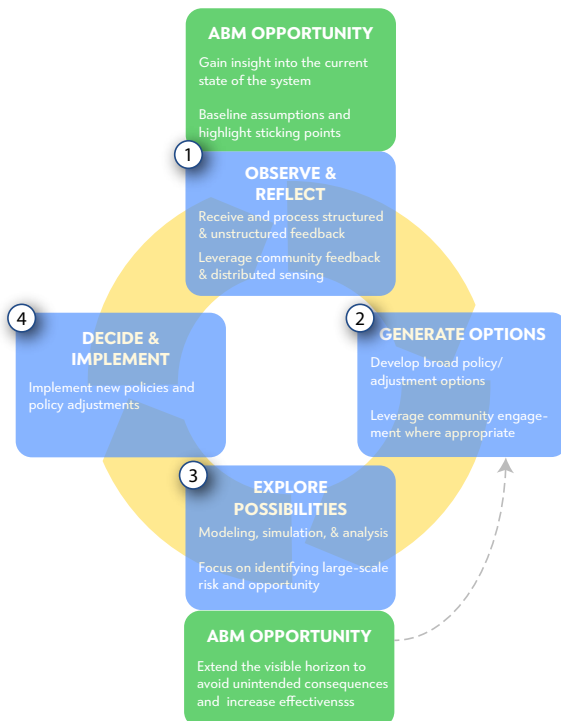 ABM OPPORTUNITY
Gain insight into the current
state of the system
Baseline assumptions and
highlight sticking points
1
OBSERVE &
REFLECT
Receive and process structured
& unstructured feedback
Leverage community feedback
& distributed sensing
2
GENERATE OPTIONS
Develop broad policy/
adjustment options
Leverage community engage-
ment where appropriate
3
EXPLORE
POSSIBILITIES
Modeling, simulation, & analysis
Focus on identifying large-scale
risk and opportunity
ABM OPPORTUNITY
Extend the visible horizon to
avoid unintended consequences
and increase effectivensss
4
DECIDE &
IMPLEMENT
Implement new policies and
policy adjustments